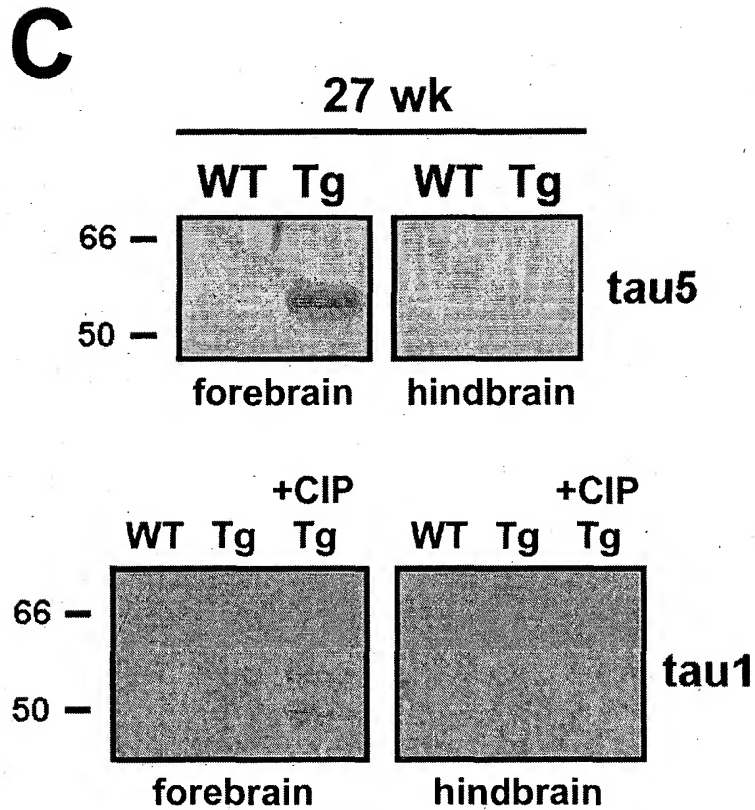 C
27 wk
WT Tg WT Tg
66
50
tau5
forebrain hindbrain
+CIP +CIP
WT Tg Tg WT Tg Tg
66
50
tau1
forebrain hindbrain